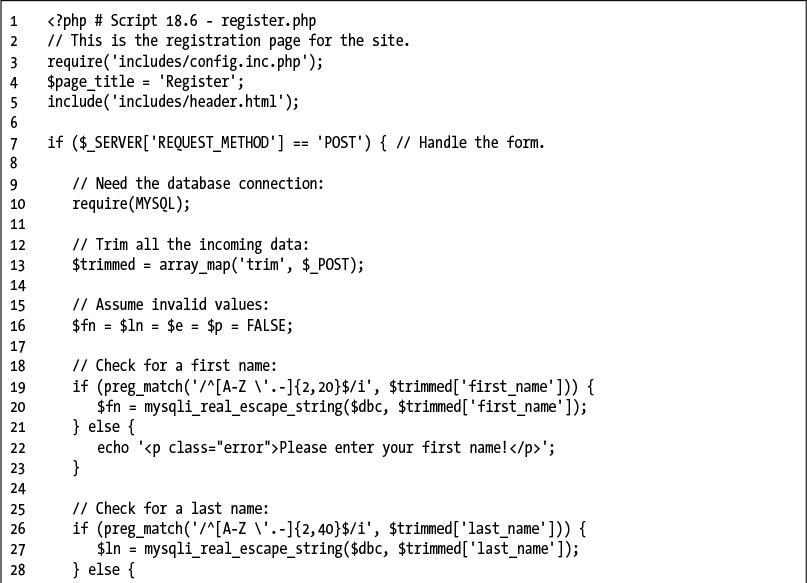 1 <?php # Script 18.6 - register.php
2 // This is the registration page for the site.
3 require('includes/config.inc.php');
4 $page_title = 'Register';
5 include('includes/header.html');
6
7 if ($_SERVER['REQUEST_METHOD'] == 'POST') { // Handle the form.
8
9 // Need the database connection:
10 require(MYSQL);
11
12 // Trim all the incoming data:
13 $trimmed = array_map('trim', $_POST);
14
15 // Assume invalid values:
16 $fn = $ln = $e = $p = FALSE;
17
18 // Check for a first name:
19 if (preg_match('/^[A-Z \'.-]{2,20}$/i', $trimmed['first_name'])) {
20 $fn = mysqli_real_escape_string($dbc, $trimmed['first_name']);
21 } else {
22 echo '<p class="error">Please enter your first name!</p>';
23 }
24
25 // Check for a last name:
26 if (preg_match('/^[A-Z \'.-]{2,40}$/i', $trimmed['last_name'])) {
27 $ln = mysqli_real_escape_string($dbc, $trimmed['last_name']);
28 } else {